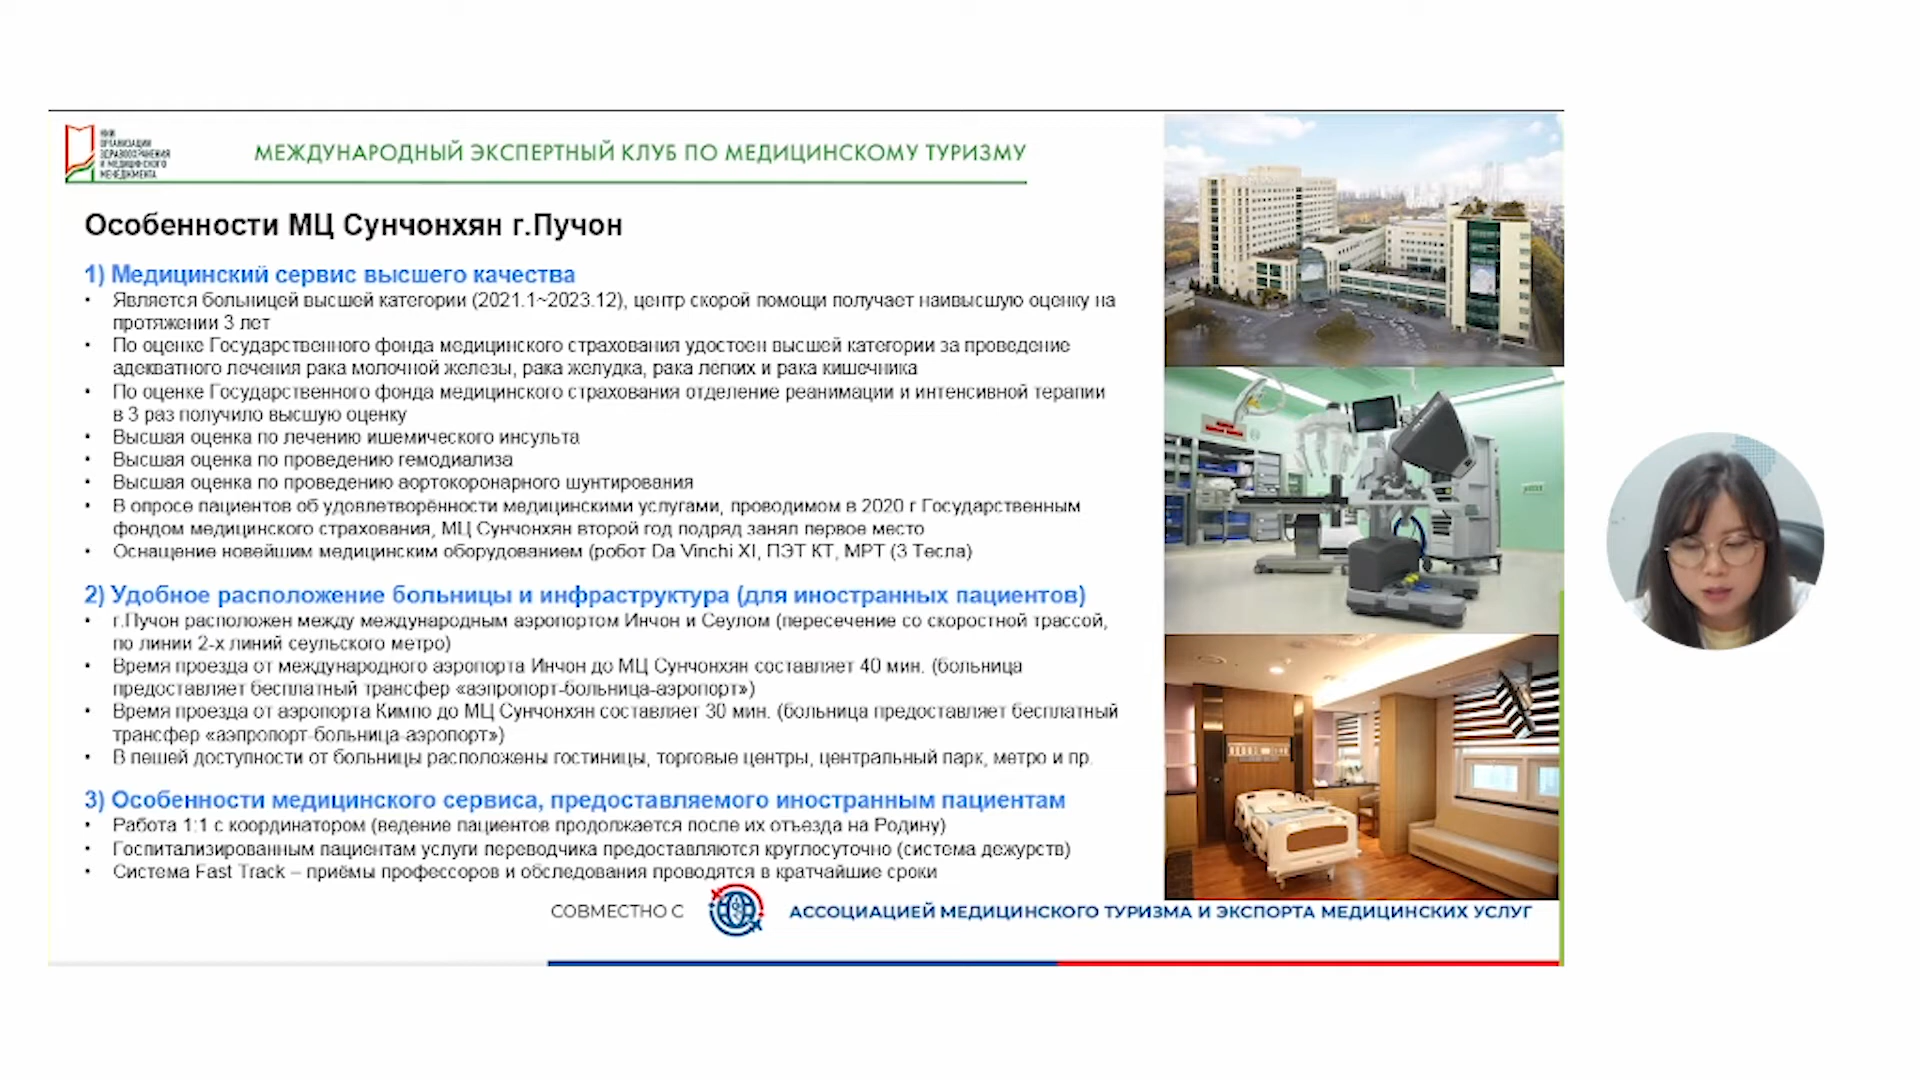 НИИ
ОРГАНИЗАЦИИ
ЗДРАВООХРАНЕНИЯ
И МЕДИЦИНСКОГО
МЕНЕДЖМЕНТА
МЕЖДУНАРОДНЫЙ ЭКСПЕРТНЫЙ КЛУБ ПО МЕДИЦИНСКОМУ ТУРИЗМУ
Особенности МЦ Сунчонхян г.Пучон
1) Медицинский сервис высшего качества
• Является больницей высшей категории (2021.1~2023.12), центр скорой помощи получает наивысшую оценку на
протяжении 3 лет
• По оценке Государственного фонда медицинского страхования удостоен высшей категории за проведение
адекватного лечения рака молочной железы, рака желудка, рака лёгких и рака кишечника
• По оценке Государственного фонда медицинского страхования отделение реанимации и интенсивной терапии
в 3 раз получило высшую оценку
• Высшая оценка по лечению ишемического инсульта
• Высшая оценка по проведению гемодиализа
• Высшая оценка по проведению аортокоронарного шунтирования
• В опросе пациентов об удовлетворённости медицинскими услугами, проводимом в 2020 г Государственным
фондом медицинского страхования, МЦ Сунчонхян второй год подряд занял первое место
• Оснащение новейшим медицинским оборудованием (робот Da Vinchi XI, ПЭТ КТ, МРТ (3 Тесла)
2) Удобное расположение больницы и инфраструктура (для иностранных пациентов)
• г.Пучон расположен между международным аэропортом Инчон и Сеулом (пересечение со скоростной трассой,
по линии 2-х линий сеульского метро)
• Время проезда от международного аэропорта Инчон до МЦ Сунчонхян составляет 40 мин. (больница
предоставляет бесплатный трансфер «аэпропорт-больница-аэропорт»)
• Время проезда от аэропорта Кимпо до МЦ Сунчонхян составляет 30 мин. (больница предоставляет бесплатный
трансфер «аэпропорт-больница-аэропорт»)
• В пешей доступности от больницы расположены гостиницы, торговые центры, центральный парк, метро и пр.
3) Особенности медицинского сервиса, предоставляемого иностранным пациентам
• Работа 1:1 с координатором (ведение пациентов продолжается после их отъезда на Родину)
• Госпитализированным пациентам услуги переводчика предоставляются круглосуточно (система дежурств)
• Система Fast Track – приёмы профессоров и обследования проводятся в кратчайшие сроки
СОВМЕСТНО С АССОЦИАЦИЕЙ МЕДИЦИНСКОГО ТУРИЗМА И ЭКСПОРТА МЕДИЦИНСКИХ УСЛУГ